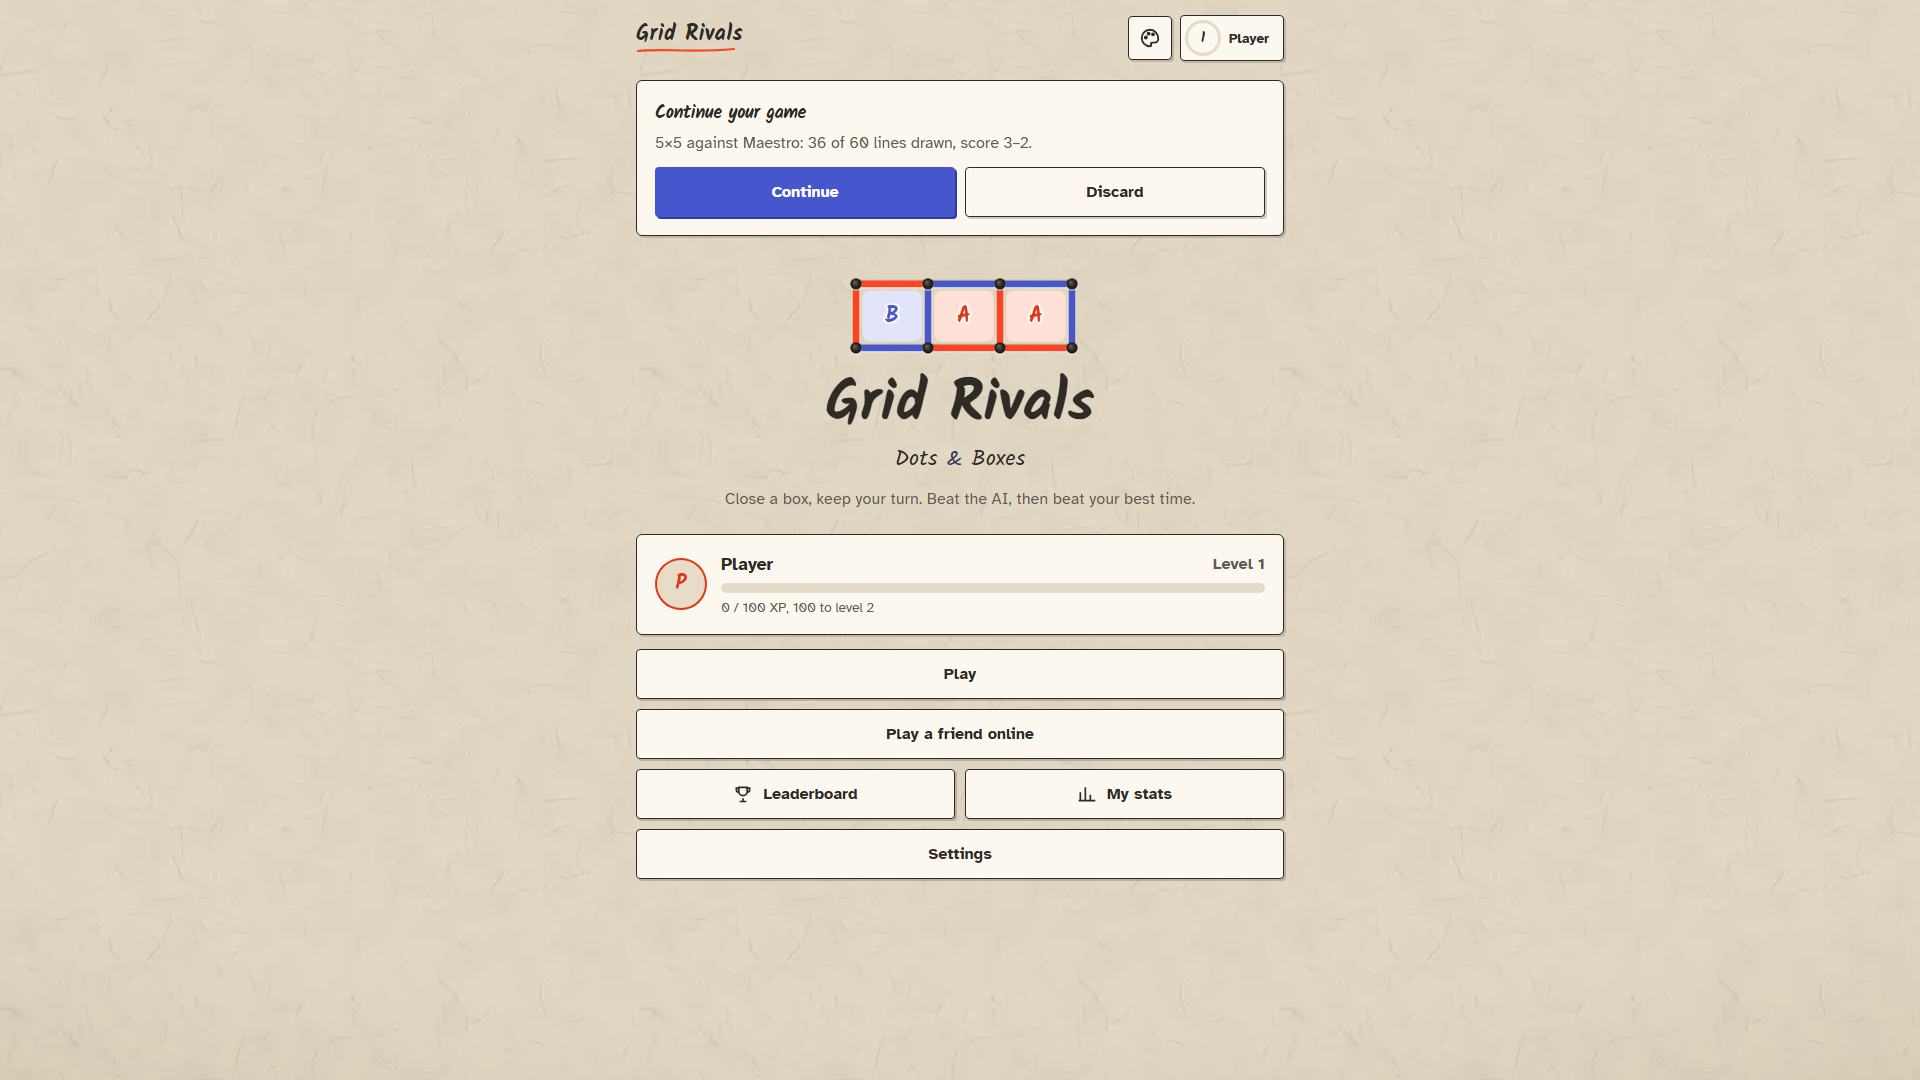 Grid Rivals
1 Player
Continue your game
5×5 against Maestro: 36 of 60 lines drawn, score 3–2.
Continue Discard
B A A
Grid Rivals
Dots & Boxes
Close a box, keep your turn. Beat the AI, then beat your best time.
P Player Level 1
0 / 100 XP, 100 to level 2
Play
Play a friend online
Leaderboard My stats
Settings